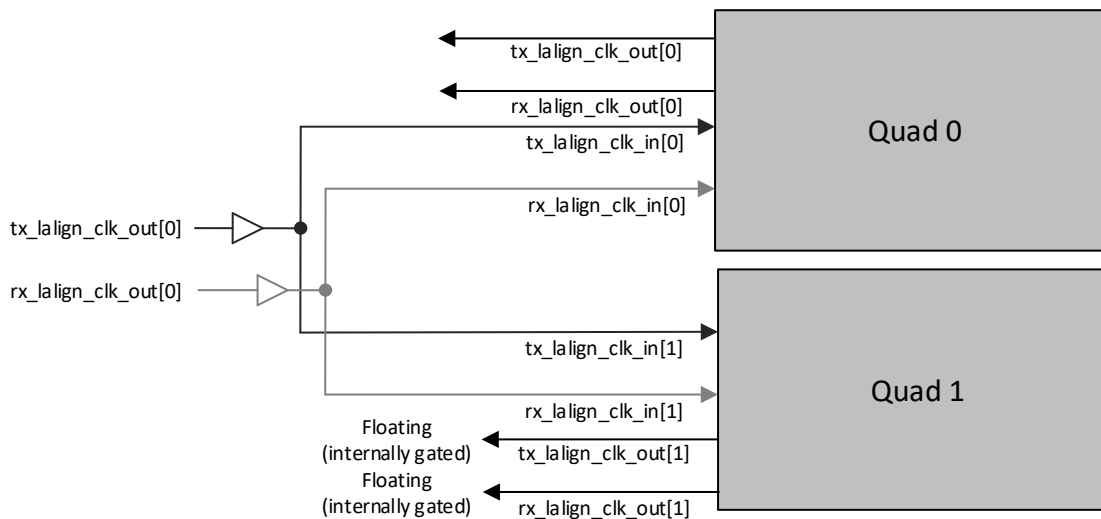 tx_lalign_clk_out[0]
rx_lalign_clk_out[0]
tx_lalign_clk_in[0]
Quad 0
rx_lalign_clk_in[0]
tx_lalign_clk_out[0]
rx_lalign_clk_out[0]
tx_lalign_clk_in[1]
Quad 1
rx_lalign_clk_in[1]
Floating
(internally gated)
tx_lalign_clk_out[1]
Floating
(internally gated)
rx_lalign_clk_out[1]